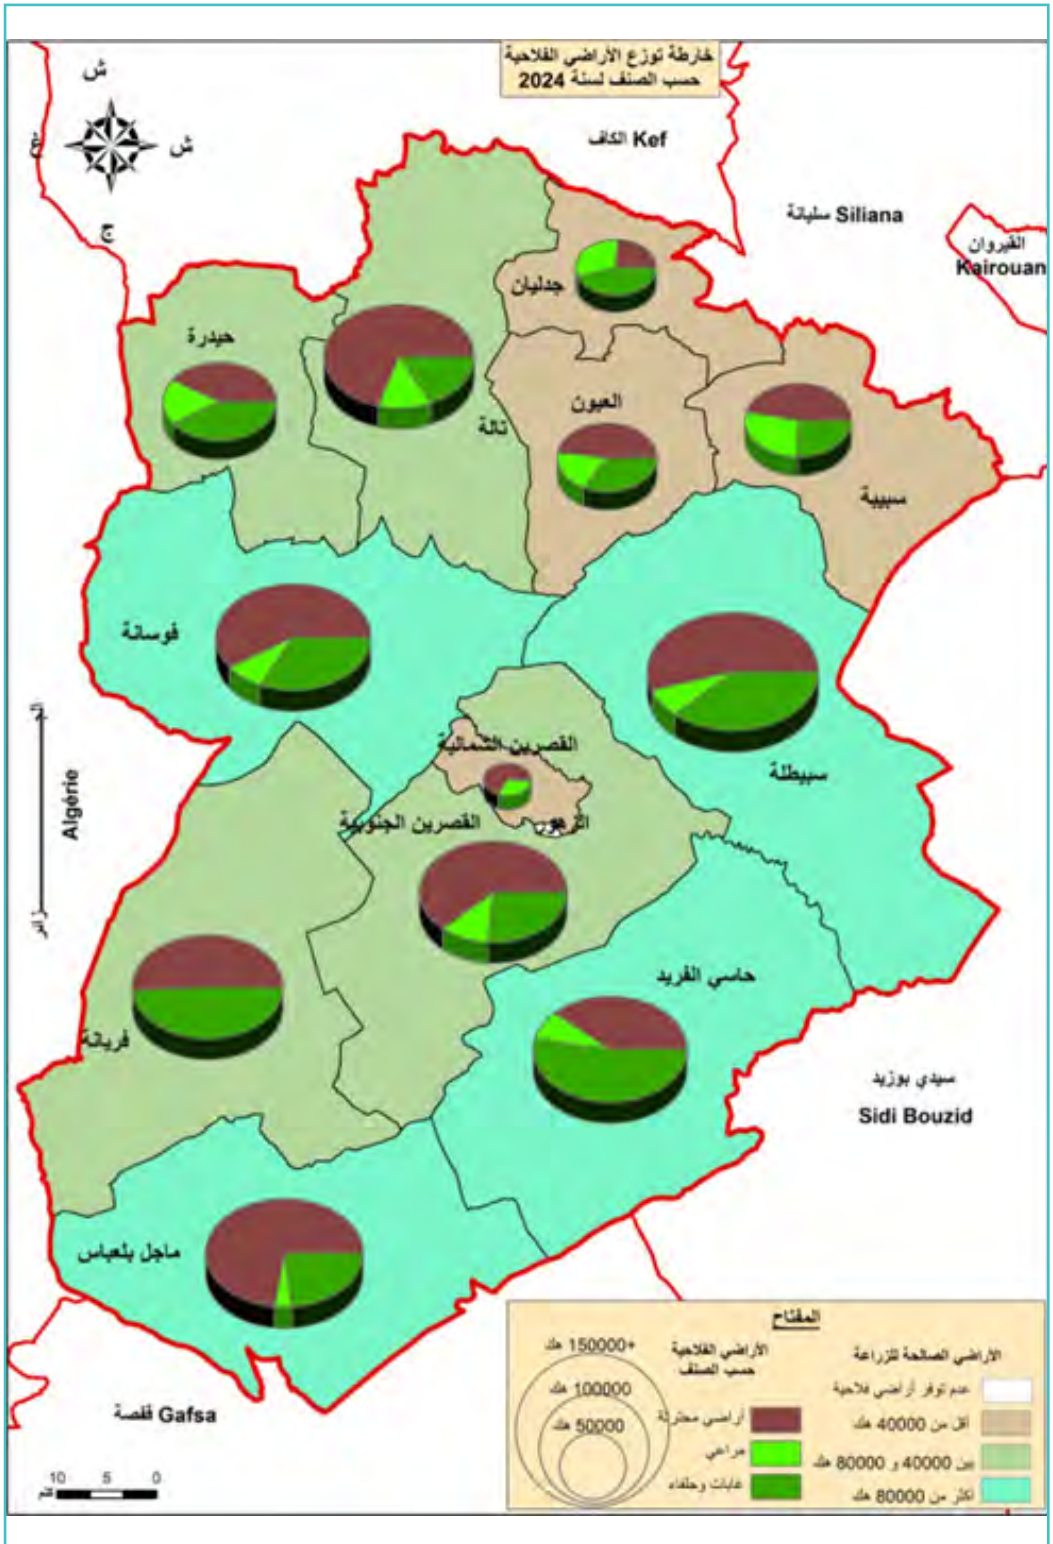 خارطة توزع الأراضي الفلاحية
حسب الصنف لسنة 2024
ش
غ
ش
ج
الكاف Kef
سليانة Siliana
القيروان
Kairouan
جدليان
حيدرة
تالة
العيون
سبيبة
فوسانة
سبيطلة
القصرين الشمالية
القصرين الجنوبية
الزهور
الجـزائر
Algérie
حاسي الفريد
فريانة
سيدي بوزيد
Sidi Bouzid
ماجل بلعباس
قفصة Gafsa
10 5 0
كلم
المفتاح
الأراضي الصالحة للزراعة
عدم توفر أراضي فلاحية
أقل من 40000 هك
بين 40000 و 80000 هك
أكثر من 80000 هك
الأراضي الفلاحية
حسب الصنف
أراضي محترثة
مراعي
غابات وحلفاء
+150000 هك
100000 هك
50000 هك